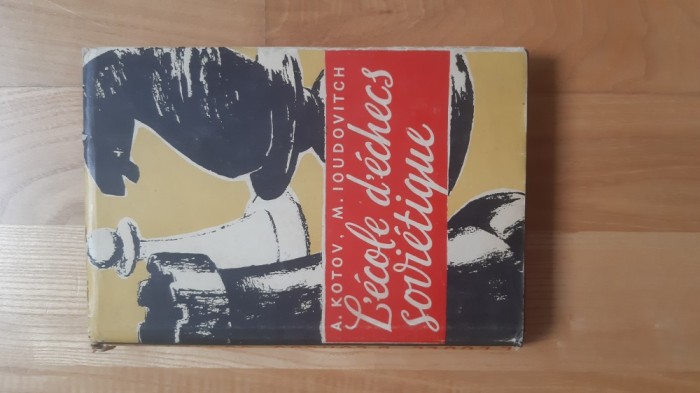 A. KOTOV. M. IOUDOVITCH
L'école d'échecs
soviétique